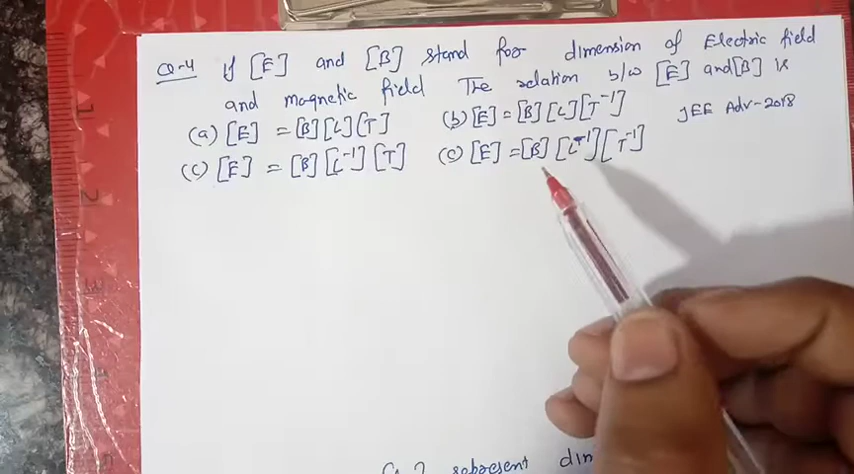 Q-4 if [E] and [B] stand for dimension of Electric field
and magnetic field The relation b/w [E] and [B] is
(a) [E] = [B][L][T] (b) [E] = [B][L][T⁻¹] JEE Adv-2018
(c) [E] = [B][L⁻¹][T] (c) [E] = [B][L⁻¹][T⁻¹]
represent dim